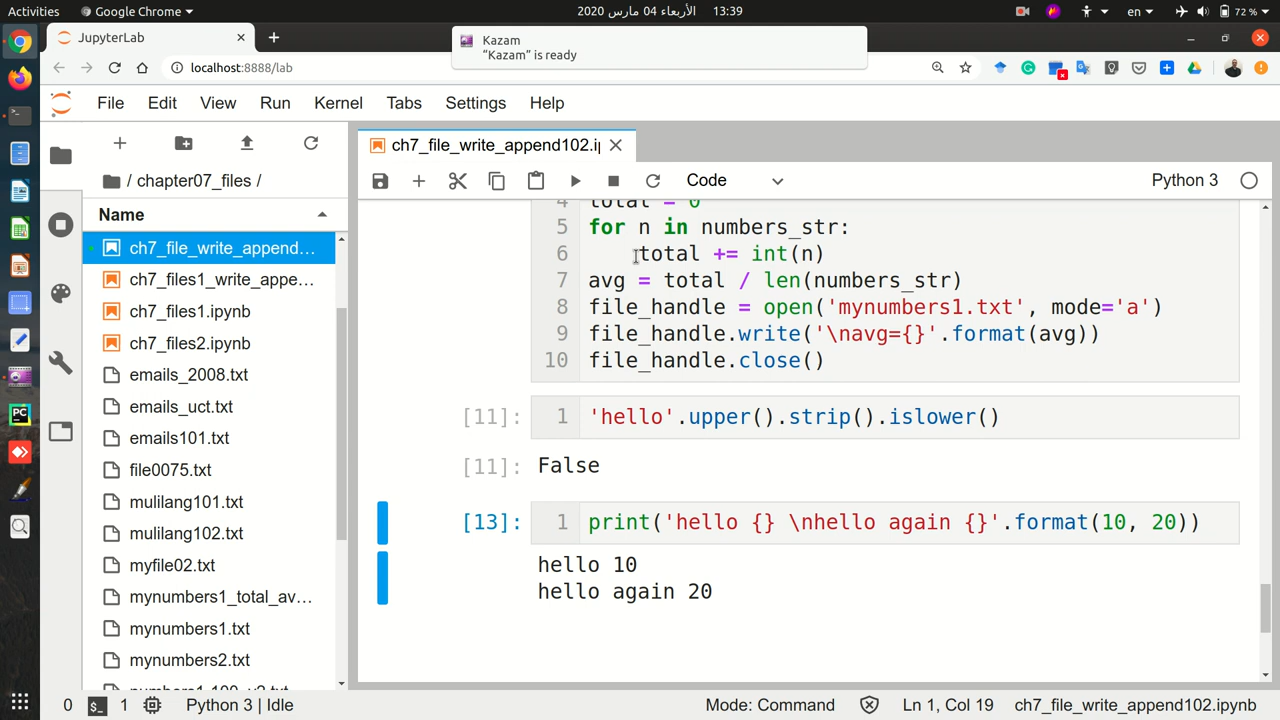 Activities
Google Chrome
الأربعاء 04 مارس 2020 13:39
en
72 %
JupyterLab
Kazam
"Kazam" is ready
localhost:8888/lab
File Edit View Run Kernel Tabs Settings Help
ch7_file_write_append102.ij
/ chapter07_files /
Code
Python 3
Name
ch7_file_write_append...
ch7_files1_write_appe...
ch7_files1.ipynb
ch7_files2.ipynb
emails_2008.txt
emails_uct.txt
emails101.txt
file0075.txt
mulilang101.txt
mulilang102.txt
myfile02.txt
mynumbers1_total_av...
mynumbers1.txt
mynumbers2.txt
numbers1_100_v2.txt
4 total = 0
5 for n in numbers_str:
6 total += int(n)
7 avg = total / len(numbers_str)
8 file_handle = open('mynumbers1.txt', mode='a')
9 file_handle.write('\navg={}'.format(avg))
10 file_handle.close()
[11]: 1 'hello'.upper().strip().islower()
[11]: False
[13]: 1 print('hello {} \nhello again {}'.format(10, 20))
hello 10
hello again 20
0 1 Python 3 | Idle
Mode: Command
Ln 1, Col 19
ch7_file_write_append102.ipynb